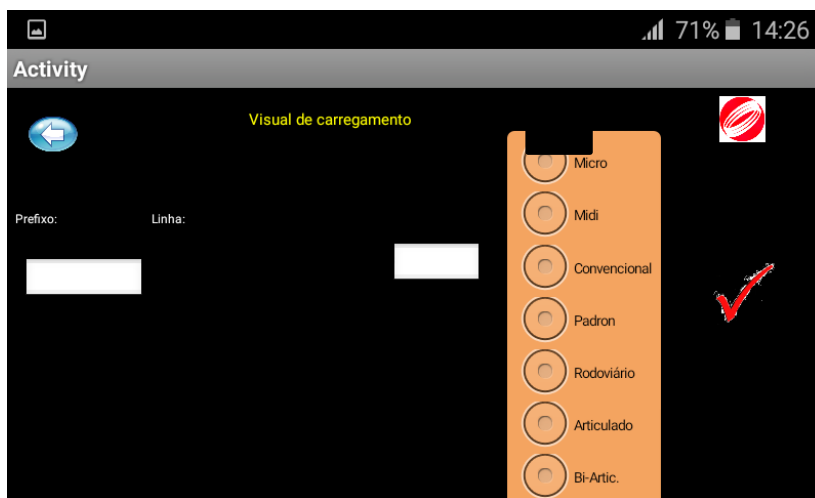 71% 14:26
Activity
Visual de carregamento
Prefixo:
Linha:
Micro
Midi
Convencional
Padron
Rodoviário
Articulado
Bi-Artic.